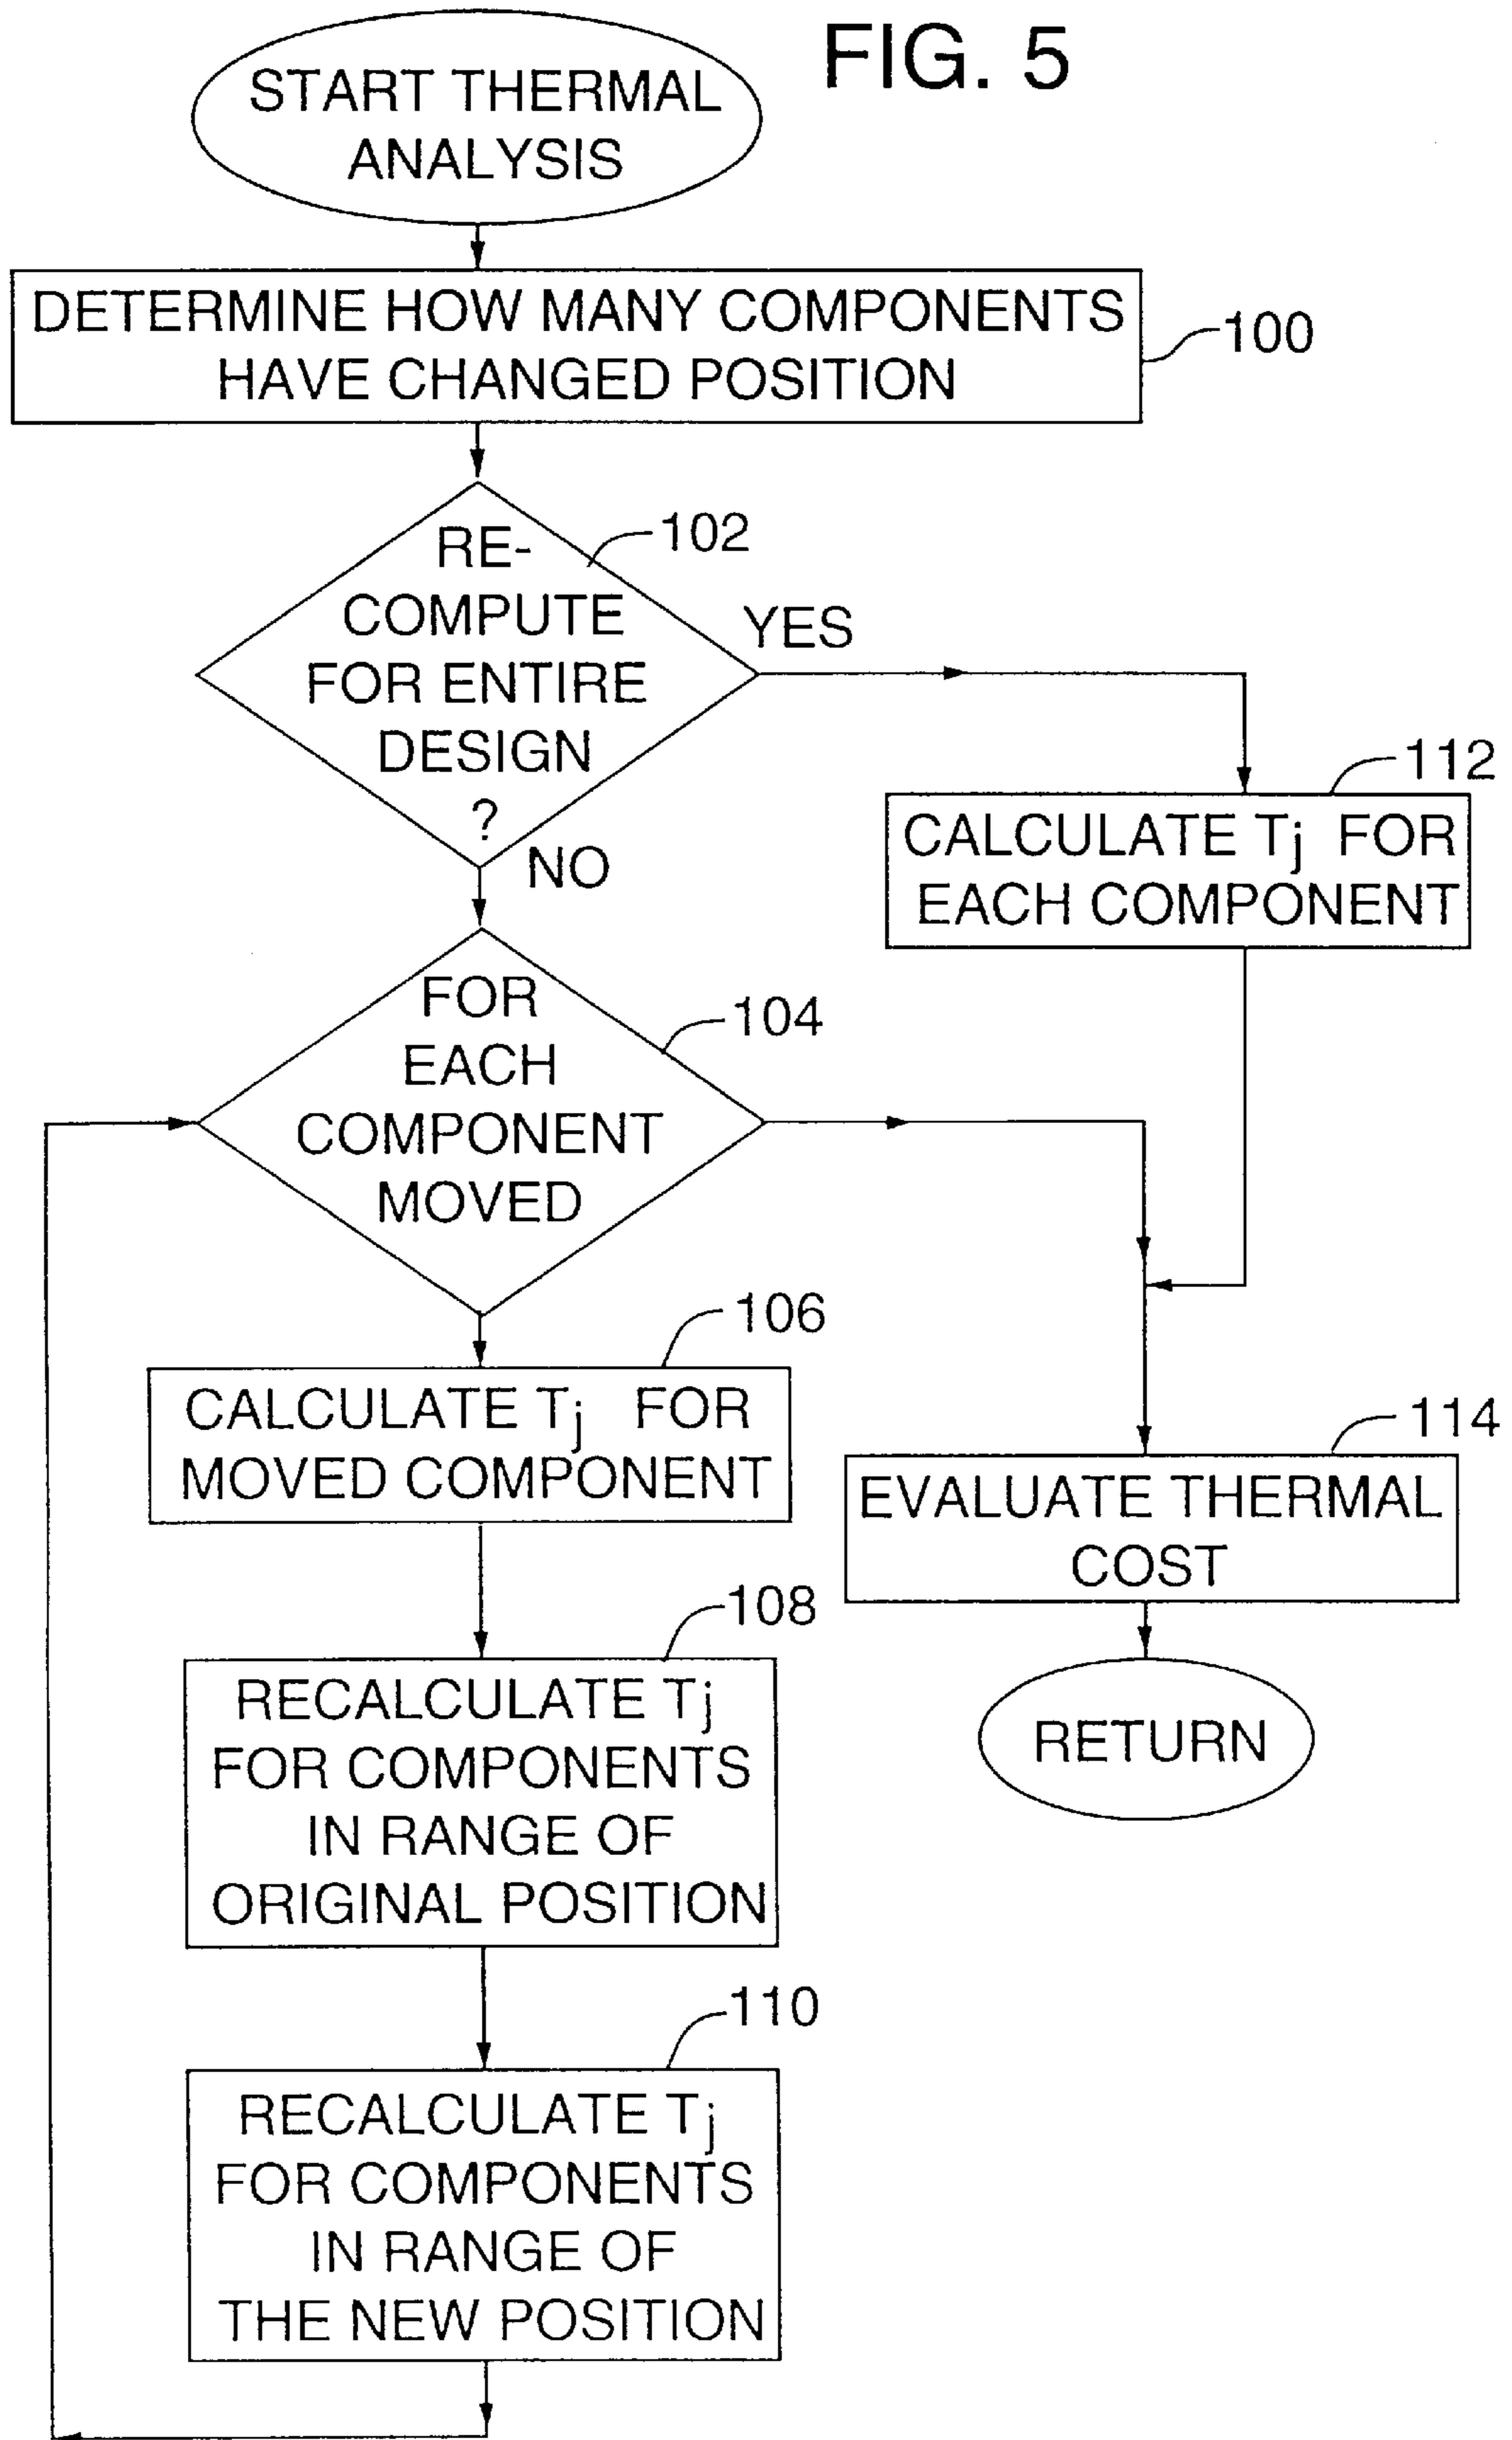 FIG. 5
START THERMAL
ANALYSIS
DETERMINE HOW MANY COMPONENTS
HAVE CHANGED POSITION
100
RE-
COMPUTE
FOR ENTIRE
DESIGN
?
102
YES
NO
112
CALCULATE Tj FOR
EACH COMPONENT
FOR
EACH
COMPONENT
MOVED
104
106
CALCULATE Tj FOR
MOVED COMPONENT
114
EVALUATE THERMAL
COST
108
RECALCULATE Tj
FOR COMPONENTS
IN RANGE OF
ORIGINAL POSITION
RETURN
110
RECALCULATE Tj
FOR COMPONENTS
IN RANGE OF
THE NEW POSITION